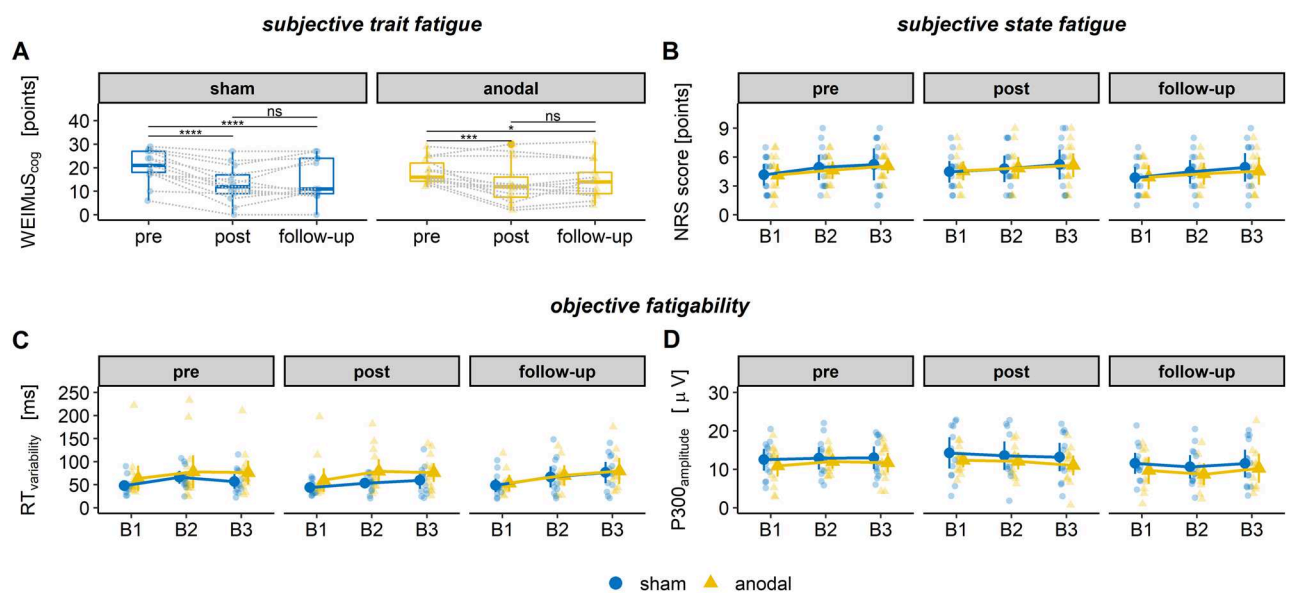 subjective trait fatigue
subjective state fatigue
A
B
sham
anodal
pre
post
follow-up
WEIMuS_cog [points]
40
30
20
10
0
ns
****
****
ns
*
***
pre
post
follow-up
pre
post
follow-up
NRS score [points]
9
6
3
0
B1
B2
B3
B1
B2
B3
B1
B2
B3
objective fatigability
C
D
pre
post
follow-up
pre
post
follow-up
RT_variability [ms]
250
200
150
100
50
0
B1
B2
B3
B1
B2
B3
B1
B2
B3
P300_amplitude [ μ V]
30
20
10
0
B1
B2
B3
B1
B2
B3
B1
B2
B3
sham
anodal